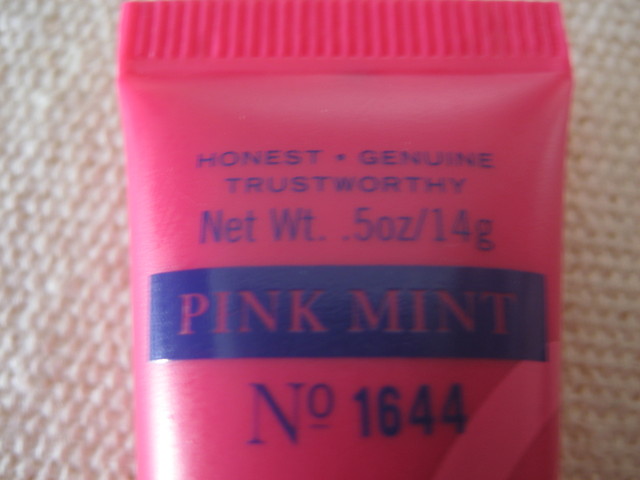 HONEST • GENUINE
TRUSTWORTHY
Net Wt. .5oz/14g
PINK MINT
Nº 1644